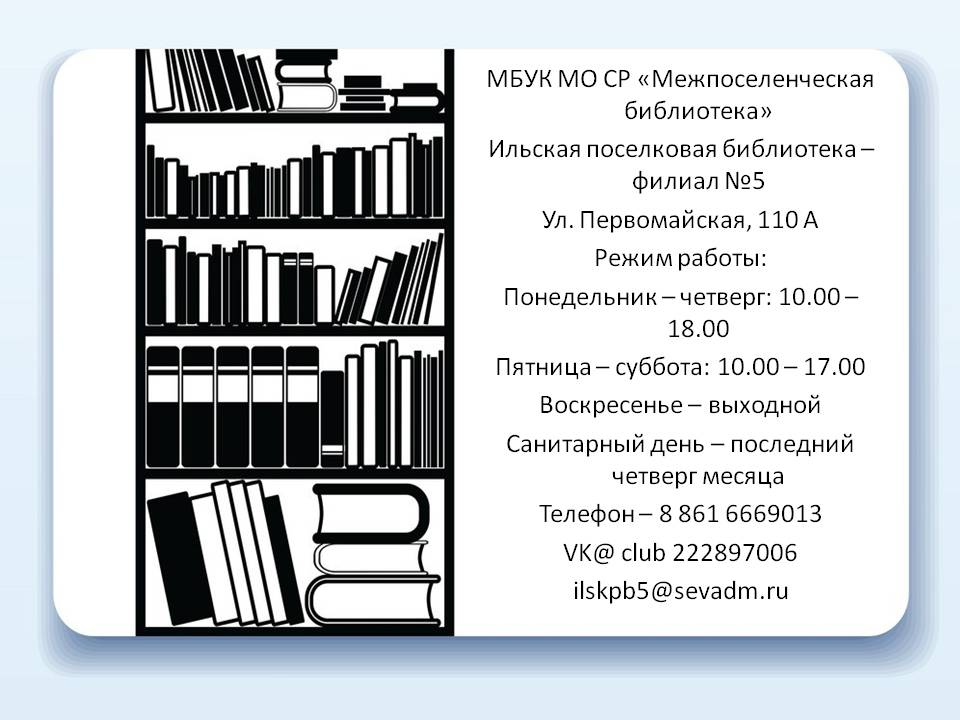 МБУК МО СР «Межпоселенческая
библиотека»
Ильская поселковая библиотека –
филиал №5
Ул. Первомайская, 110 А
Режим работы:
Понедельник – четверг: 10.00 –
18.00
Пятница – суббота: 10.00 – 17.00
Воскресенье – выходной
Санитарный день – последний
четверг месяца
Телефон – 8 861 6669013
VK@ club 222897006
ilskpb5@sevadm.ru